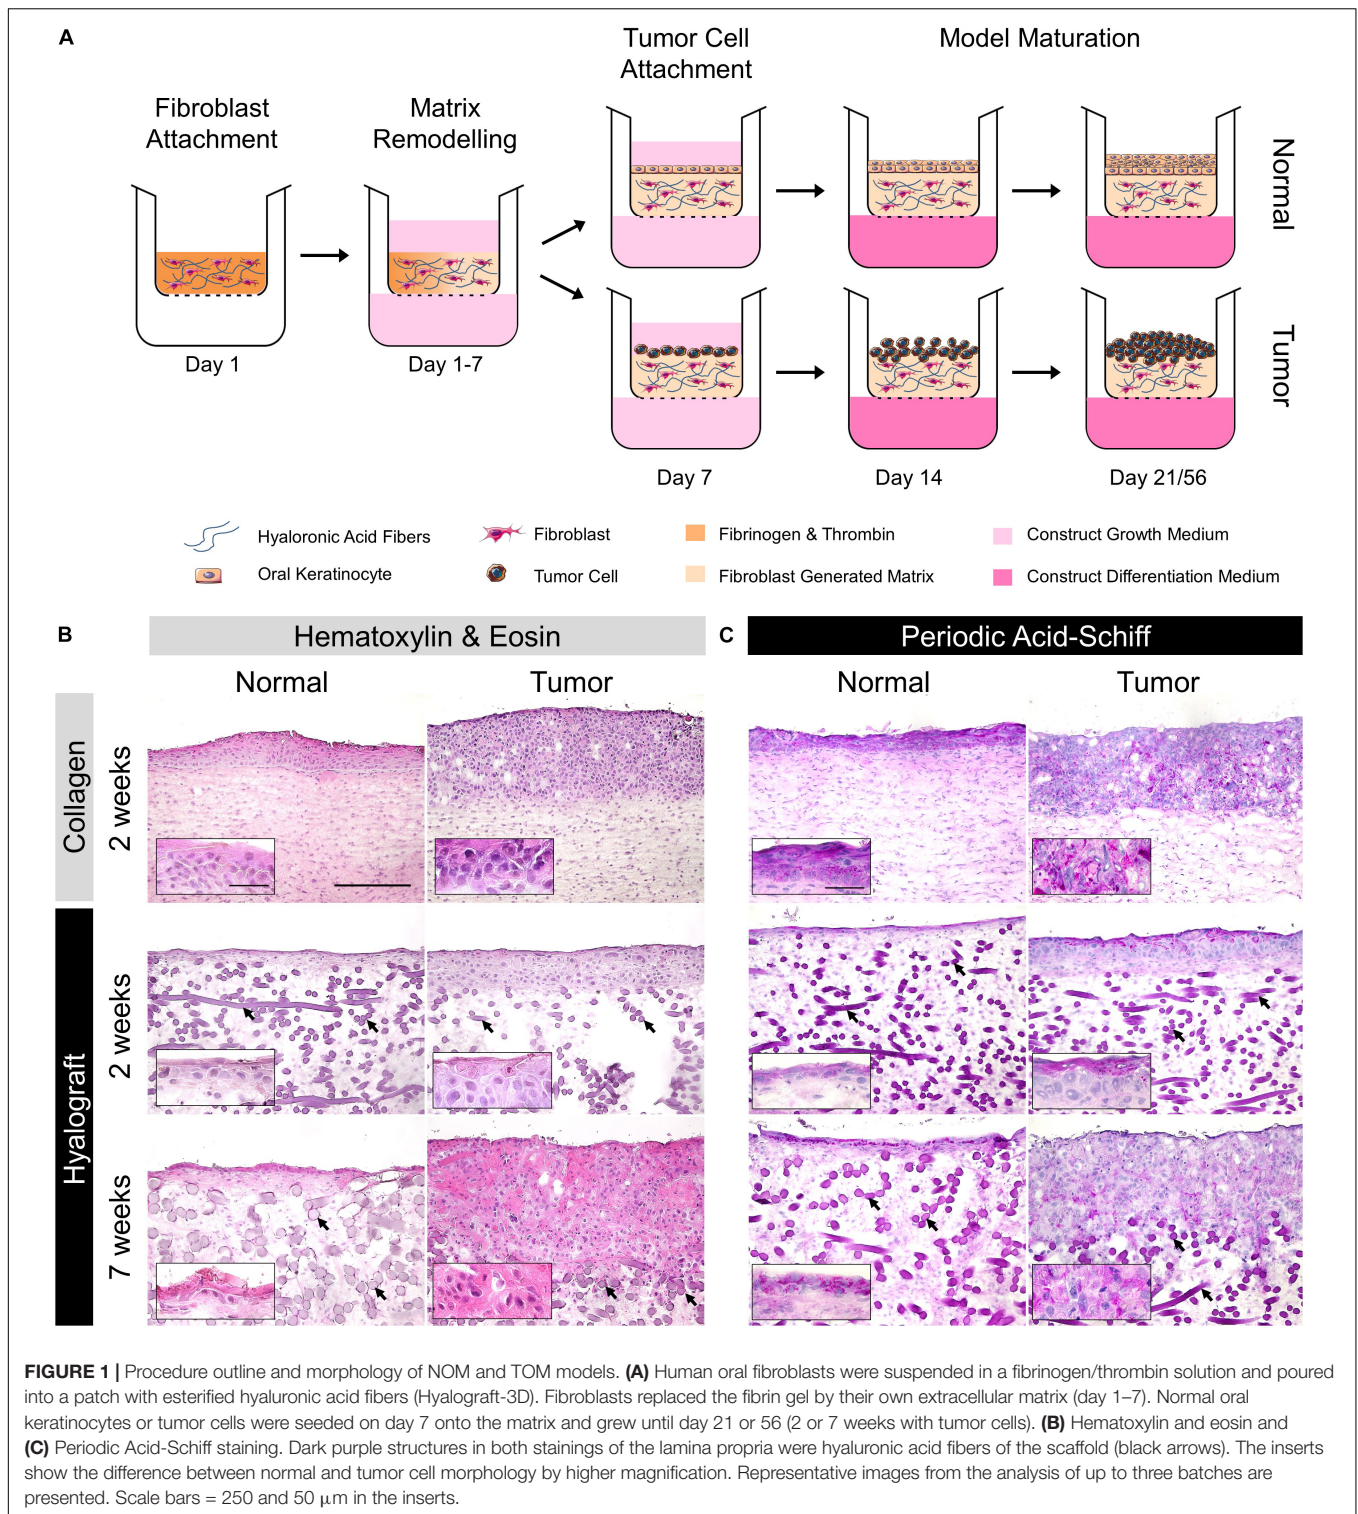 A
Fibroblast
Attachment
Matrix
Remodelling
Tumor Cell
Attachment
Model Maturation
Normal
Tumor
Day 1
Day 1-7
Day 7
Day 14
Day 21/56
Hyaloronic Acid Fibers
Fibroblast
Fibrinogen & Thrombin
Construct Growth Medium
Oral Keratinocyte
Tumor Cell
Fibroblast Generated Matrix
Construct Differentiation Medium
B
Hematoxylin & Eosin
C
Periodic Acid-Schiff
Normal
Tumor
Normal
Tumor
Collagen
2 weeks
Hyalograft
2 weeks
7 weeks
FIGURE 1 | Procedure outline and morphology of NOM and TOM models. (A) Human oral fibroblasts were suspended in a fibrinogen/thrombin solution and poured
into a patch with esterified hyaluronic acid fibers (Hyalograft-3D). Fibroblasts replaced the fibrin gel by their own extracellular matrix (day 1–7). Normal oral
keratinocytes or tumor cells were seeded on day 7 onto the matrix and grew until day 21 or 56 (2 or 7 weeks with tumor cells). (B) Hematoxylin and eosin and
(C) Periodic Acid-Schiff staining. Dark purple structures in both stainings of the lamina propria were hyaluronic acid fibers of the scaffold (black arrows). The inserts
show the difference between normal and tumor cell morphology by higher magnification. Representative images from the analysis of up to three batches are
presented. Scale bars = 250 and 50 μm in the inserts.